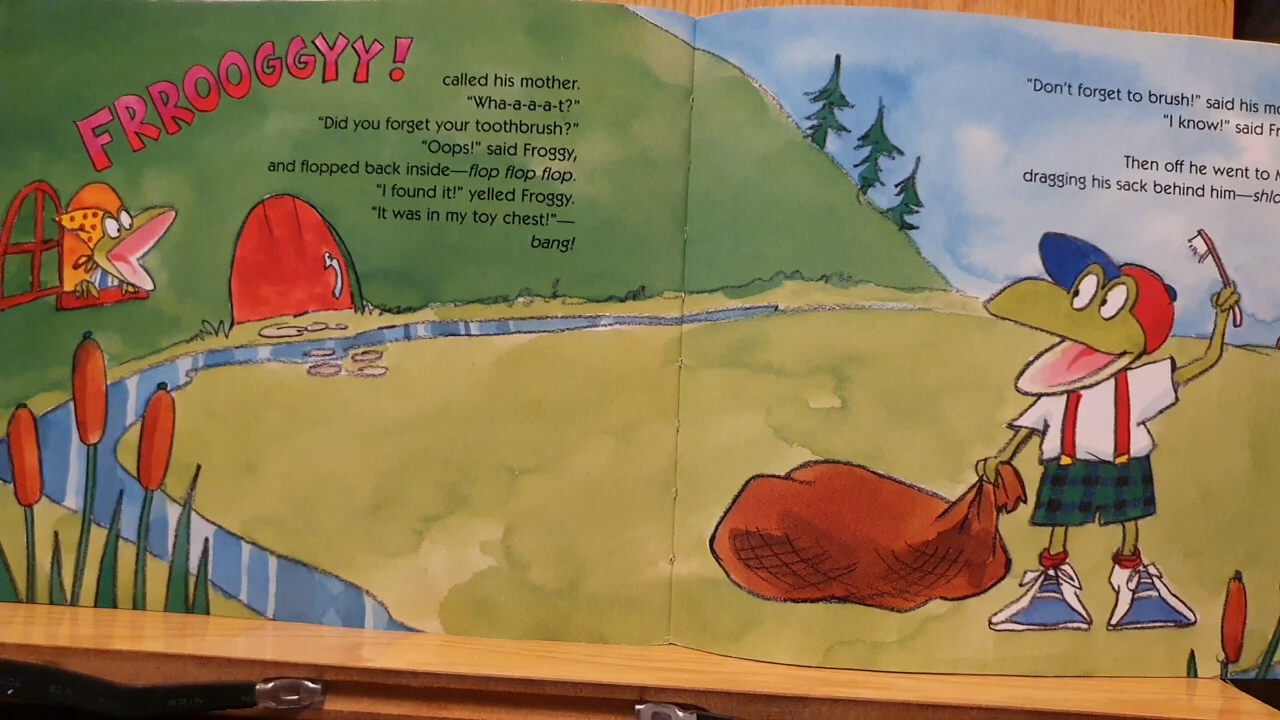 FRROOGGYY!
called his mother.
"Wha-a-a-a-t?"
"Did you forget your toothbrush?"
"Oops!" said Froggy,
and flopped back inside—flop flop flop.
"I found it!" yelled Froggy.
"It was in my toy chest!"—
bang!
"Don't forget to brush!" said his
"I know!" said
Then off he went to
dragging his sack behind him—